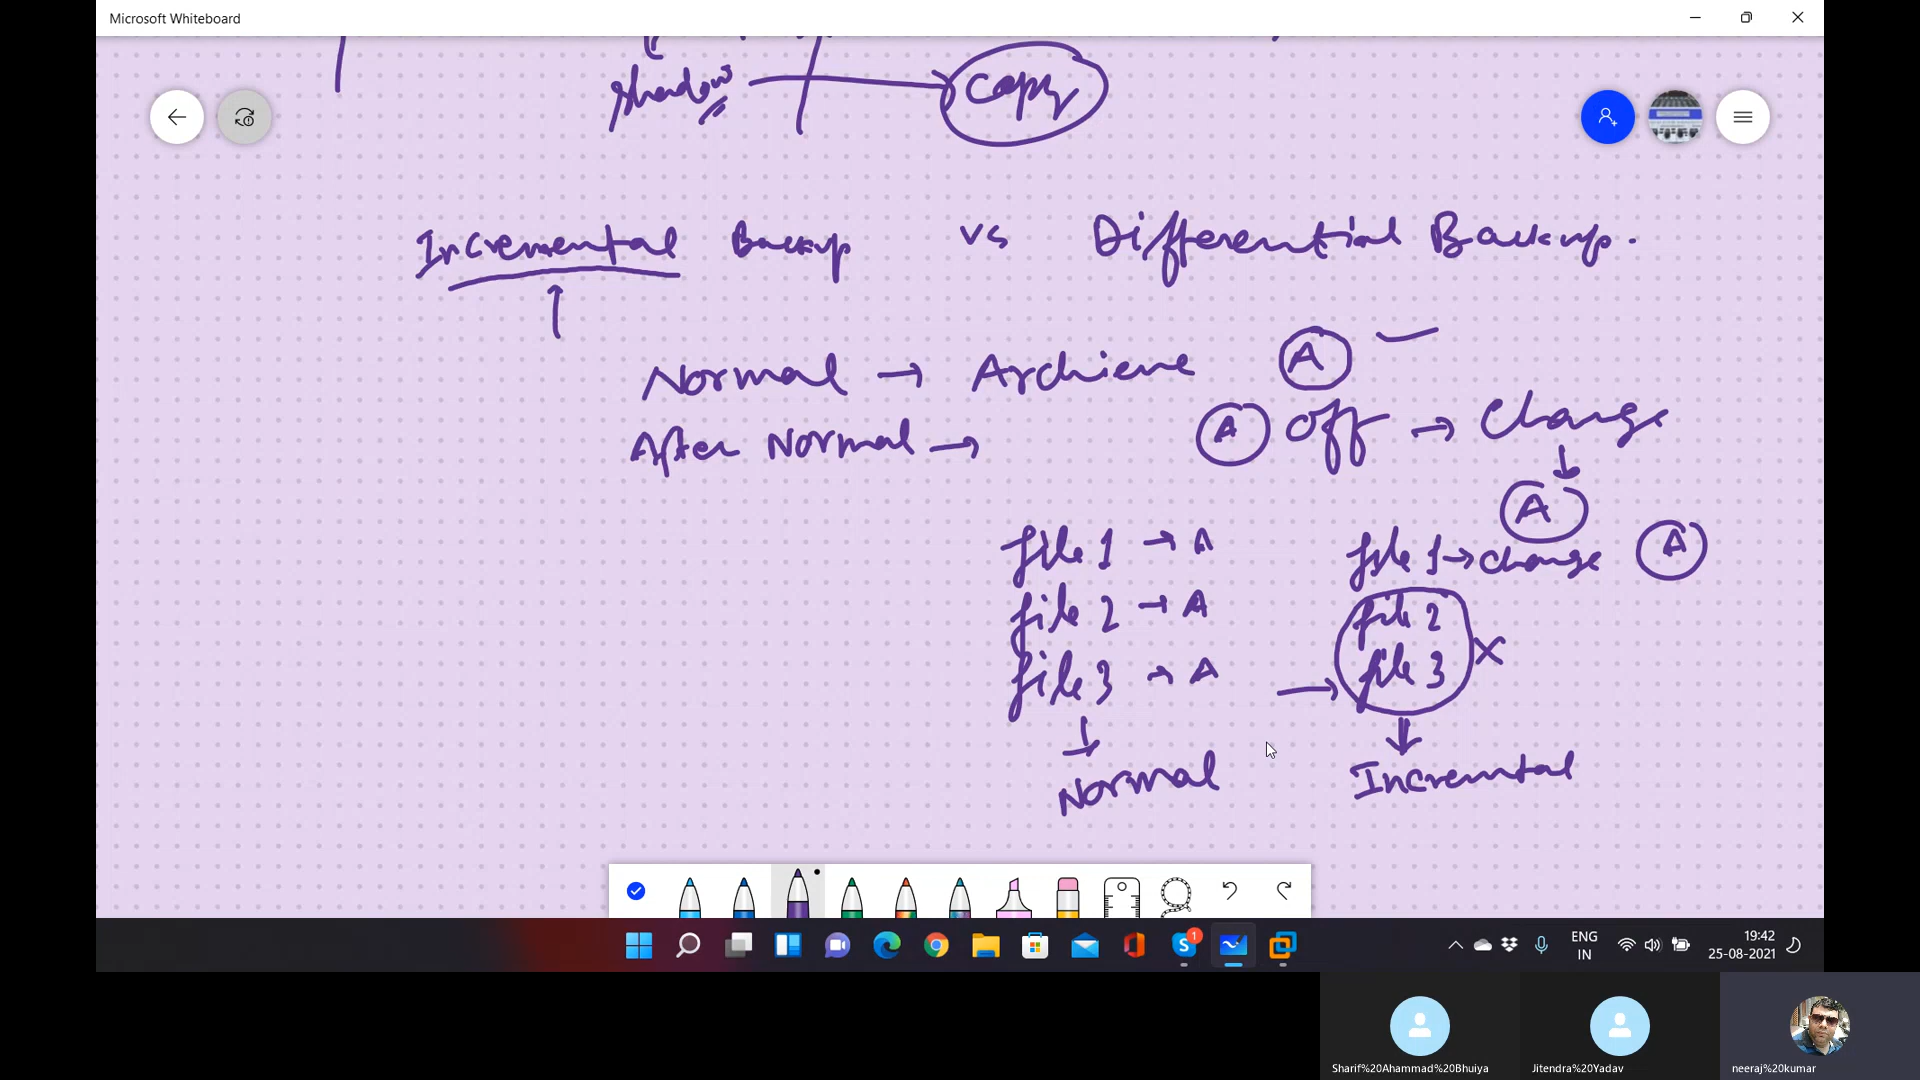 Microsoft Whiteboard
shadow → copy
Incremental Backup vs Differential Backup.
Normal → Archieve A
After Normal → A Off → Change
A
file 1 → A file 1 → change A
file 2 → A file 2
file 3 → A → file 3 X
Normal Incremntal
1
ENG
IN
19:42
25-08-2021
Sharif%20Ahammad%20Bhuiya
Jitendra%20Yadav
neeraj%20kumar